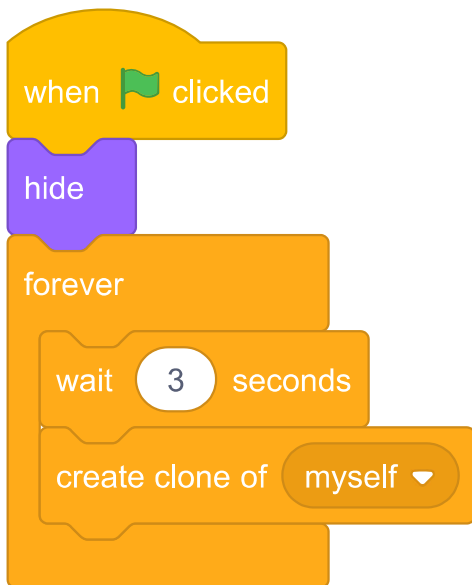 when clicked
hide
forever
wait 3 seconds
create clone of myself